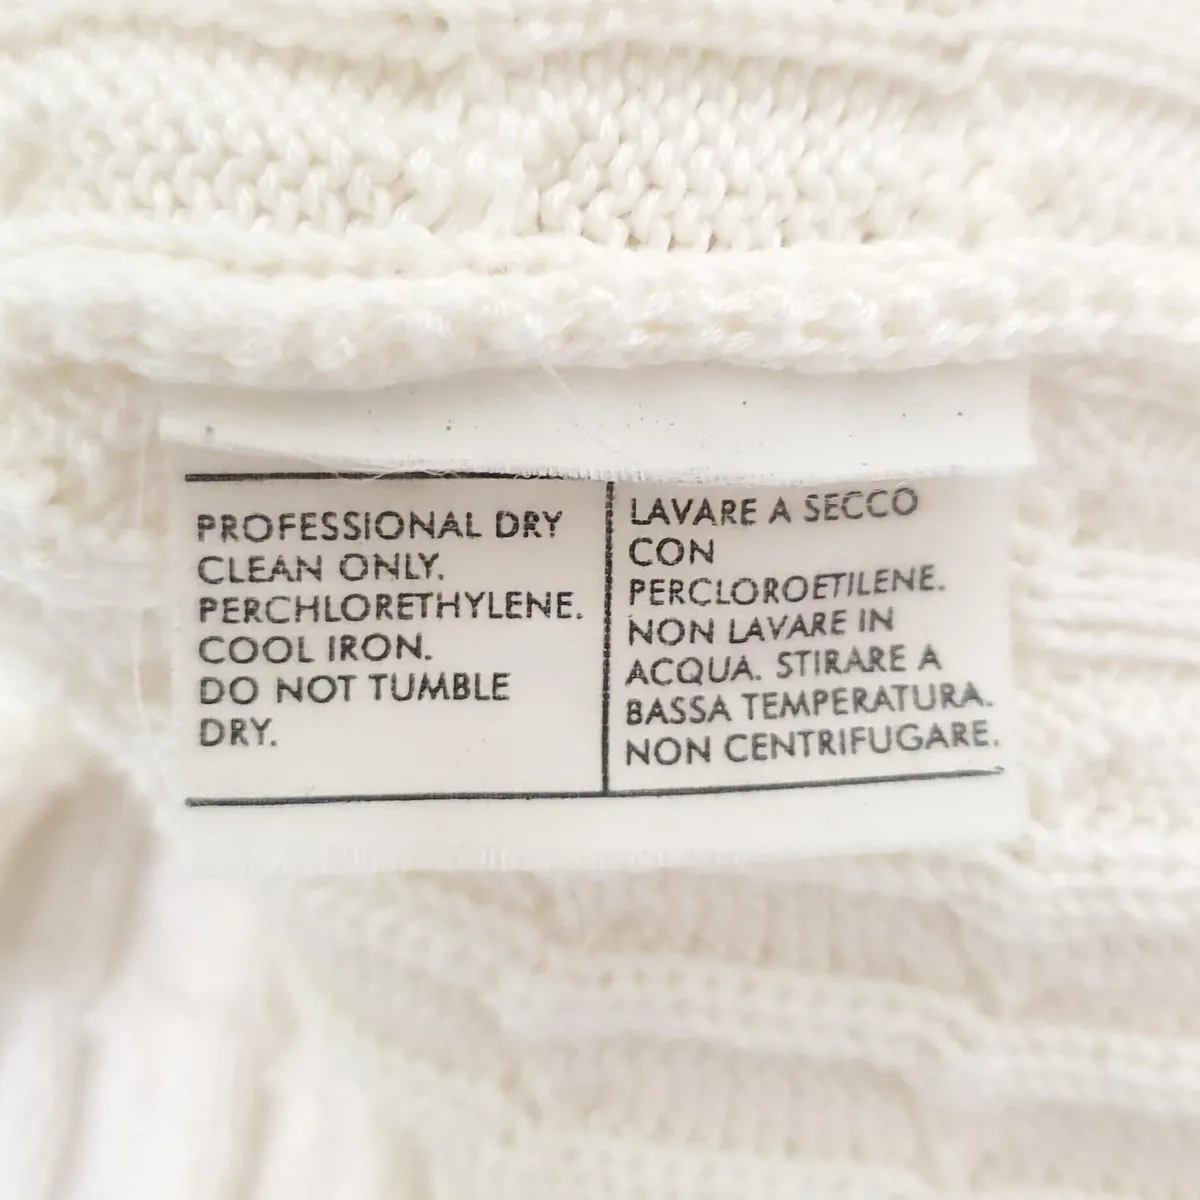 PROFESSIONAL DRY
CLEAN ONLY.
PERCHLORETHYLENE.
COOL IRON.
DO NOT TUMBLE
DRY.
LAVARE A SECCO
CON
PERCLOROETILENE.
NON LAVARE IN
ACQUA. STIRARE A
BASSA TEMPERATURA.
NON CENTRIFUGARE.